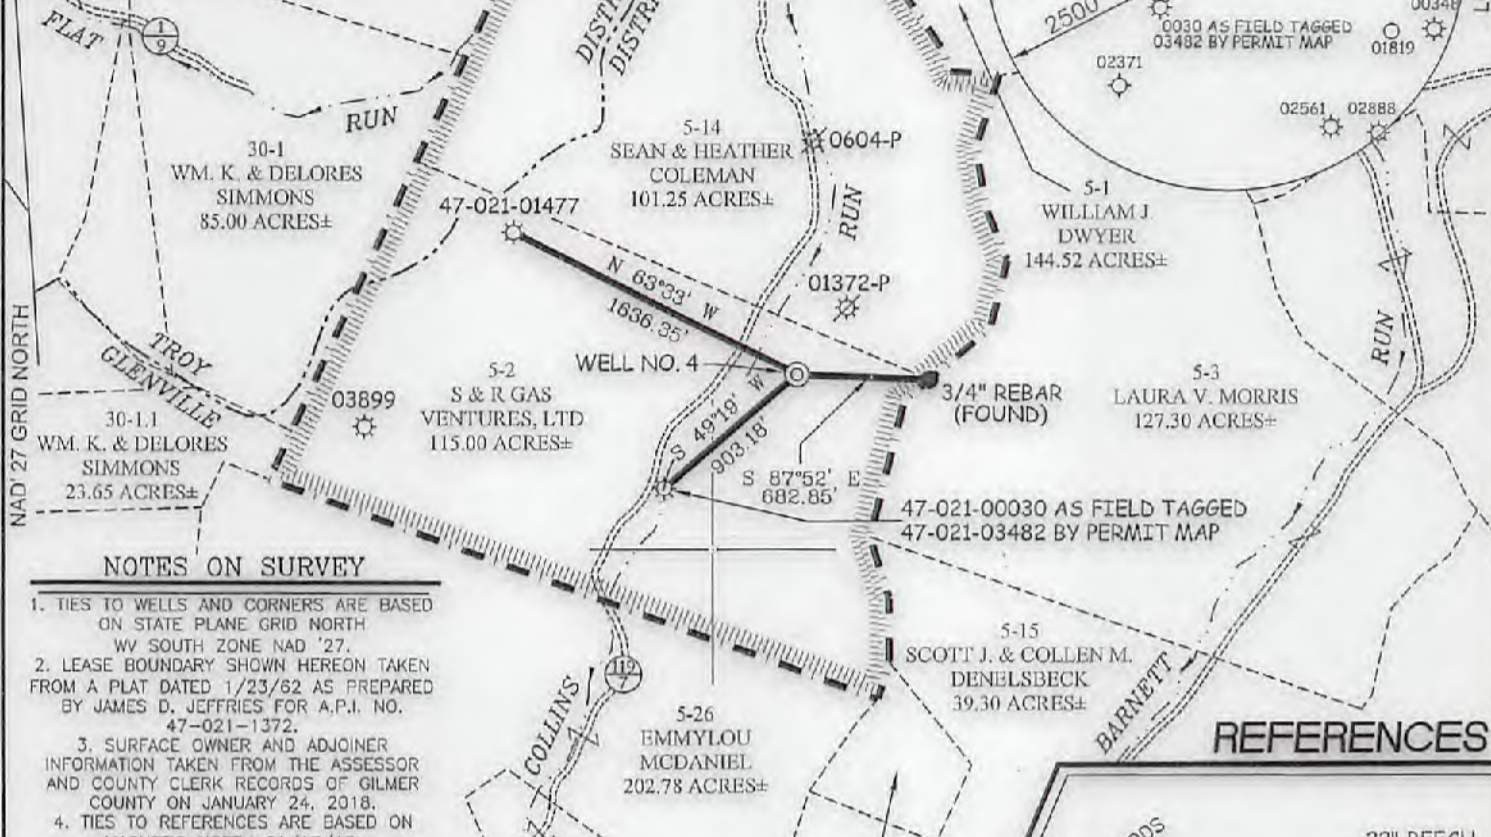 FLAT
1
9
RUN
30-1
WM. K. & DELORES
SIMMONS
85.00 ACRES±
47-021-01477
5-14
SEAN & HEATHER
COLEMAN
101.25 ACRES±
0604-P
RUN
2500
0030 AS FIELD TAGGED
03482 BY PERMIT MAP
02371
01819
02561
02888
5-1
WILLIAM J.
DWYER
144.52 ACRES±
N 63°33' W
1636.35'
01372-P
NAD'27 GRID NORTH
TROY
GLENVILLE
WELL NO. 4
5-2
S & R GAS
VENTURES, LTD
115.00 ACRES±
03899
3/4" REBAR
(FOUND)
5-3
LAURA V. MORRIS
127.30 ACRES±
RUN
30-1.1
WM. K. & DELORES
SIMMONS
23.65 ACRES±
S 49°19' W
903.18'
S 87°52' E
682.85'
47-021-00030 AS FIELD TAGGED
47-021-03482 BY PERMIT MAP
NOTES ON SURVEY
1. TIES TO WELLS AND CORNERS ARE BASED
ON STATE PLANE GRID NORTH
WV SOUTH ZONE NAD '27.
2. LEASE BOUNDARY SHOWN HEREON TAKEN
FROM A PLAT DATED 1/23/62 AS PREPARED
BY JAMES D. JEFFRIES FOR A.P.I. NO.
47-021-1372.
3. SURFACE OWNER AND ADJOINER
INFORMATION TAKEN FROM THE ASSESSOR
AND COUNTY CLERK RECORDS OF GILMER
COUNTY ON JANUARY 24, 2018.
4. TIES TO REFERENCES ARE BASED ON
119
7
COLLINS
5-26
EMMYLOU
MCDANIEL
202.78 ACRES±
5-15
SCOTT J. & COLLEN M.
DENELSBECK
39.30 ACRES±
BARNETT
REFERENCES